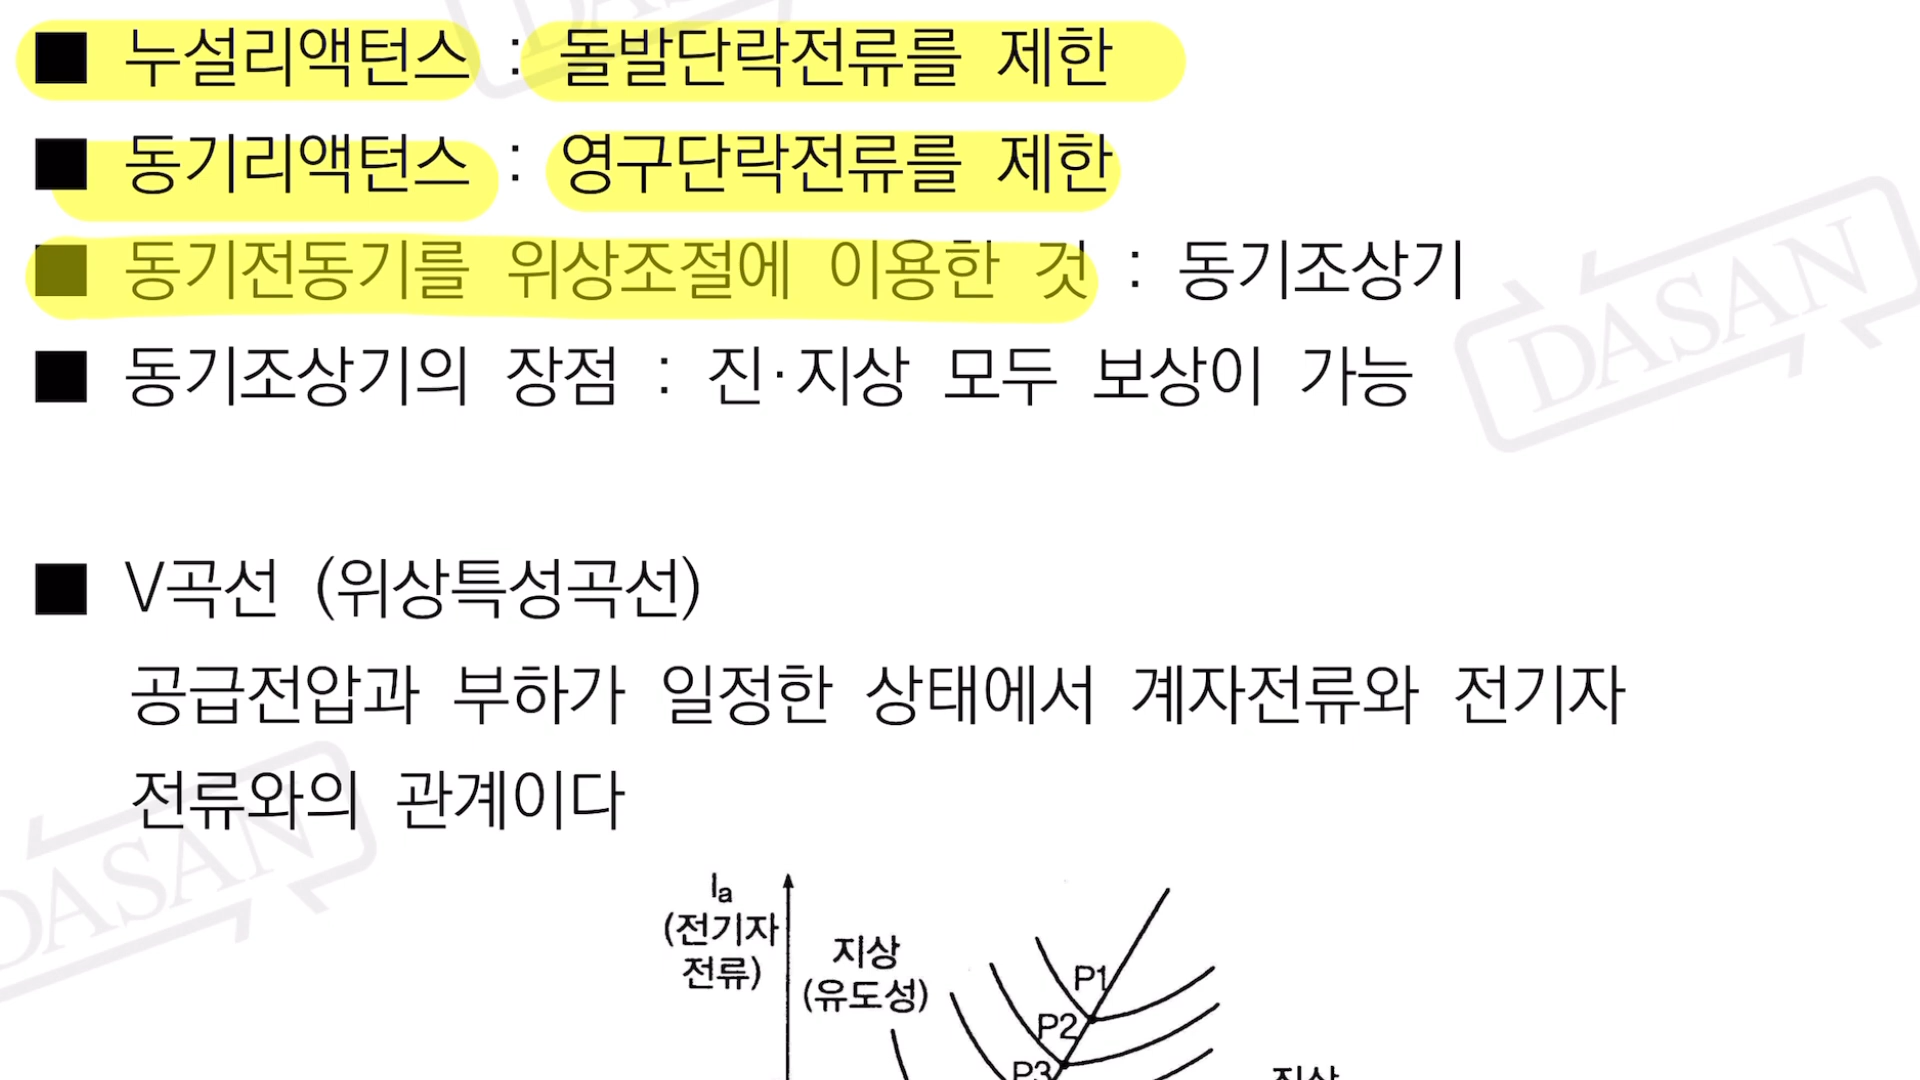 ■ 누설리액턴스 : 돌발단락전류를 제한
■ 동기리액턴스 : 영구단락전류를 제한
■ 동기전동기를 위상조절에 이용한 것 : 동기조상기
■ 동기조상기의 장점 : 진·지상 모두 보상이 가능
■ V곡선 (위상특성곡선)
공급전압과 부하가 일정한 상태에서 계자전류와 전기자
전류와의 관계이다
Ia
(전기자
전류)
지상
(유도성)
P1
P2
P3
DASAN
DASAN